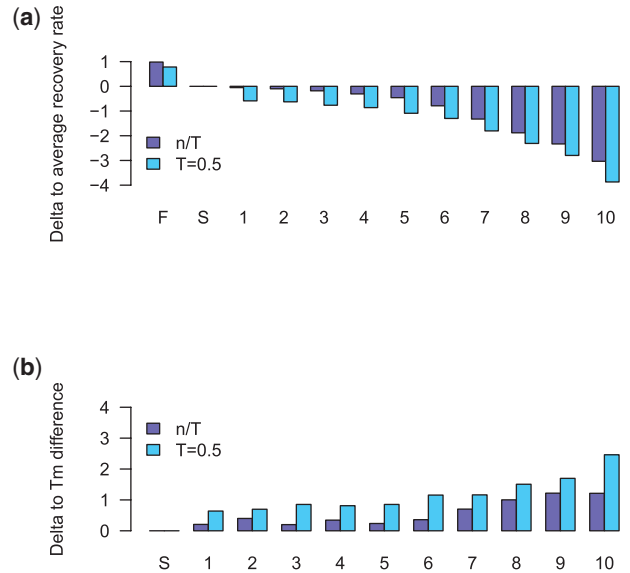 (a)
Delta to average recovery rate
1
0
−1
−2
−3
−4
n/T
T=0.5
F S 1 2 3 4 5 6 7 8 9 10
(b)
Delta to Tm difference
4
3
2
1
0
n/T
T=0.5
S 1 2 3 4 5 6 7 8 9 10